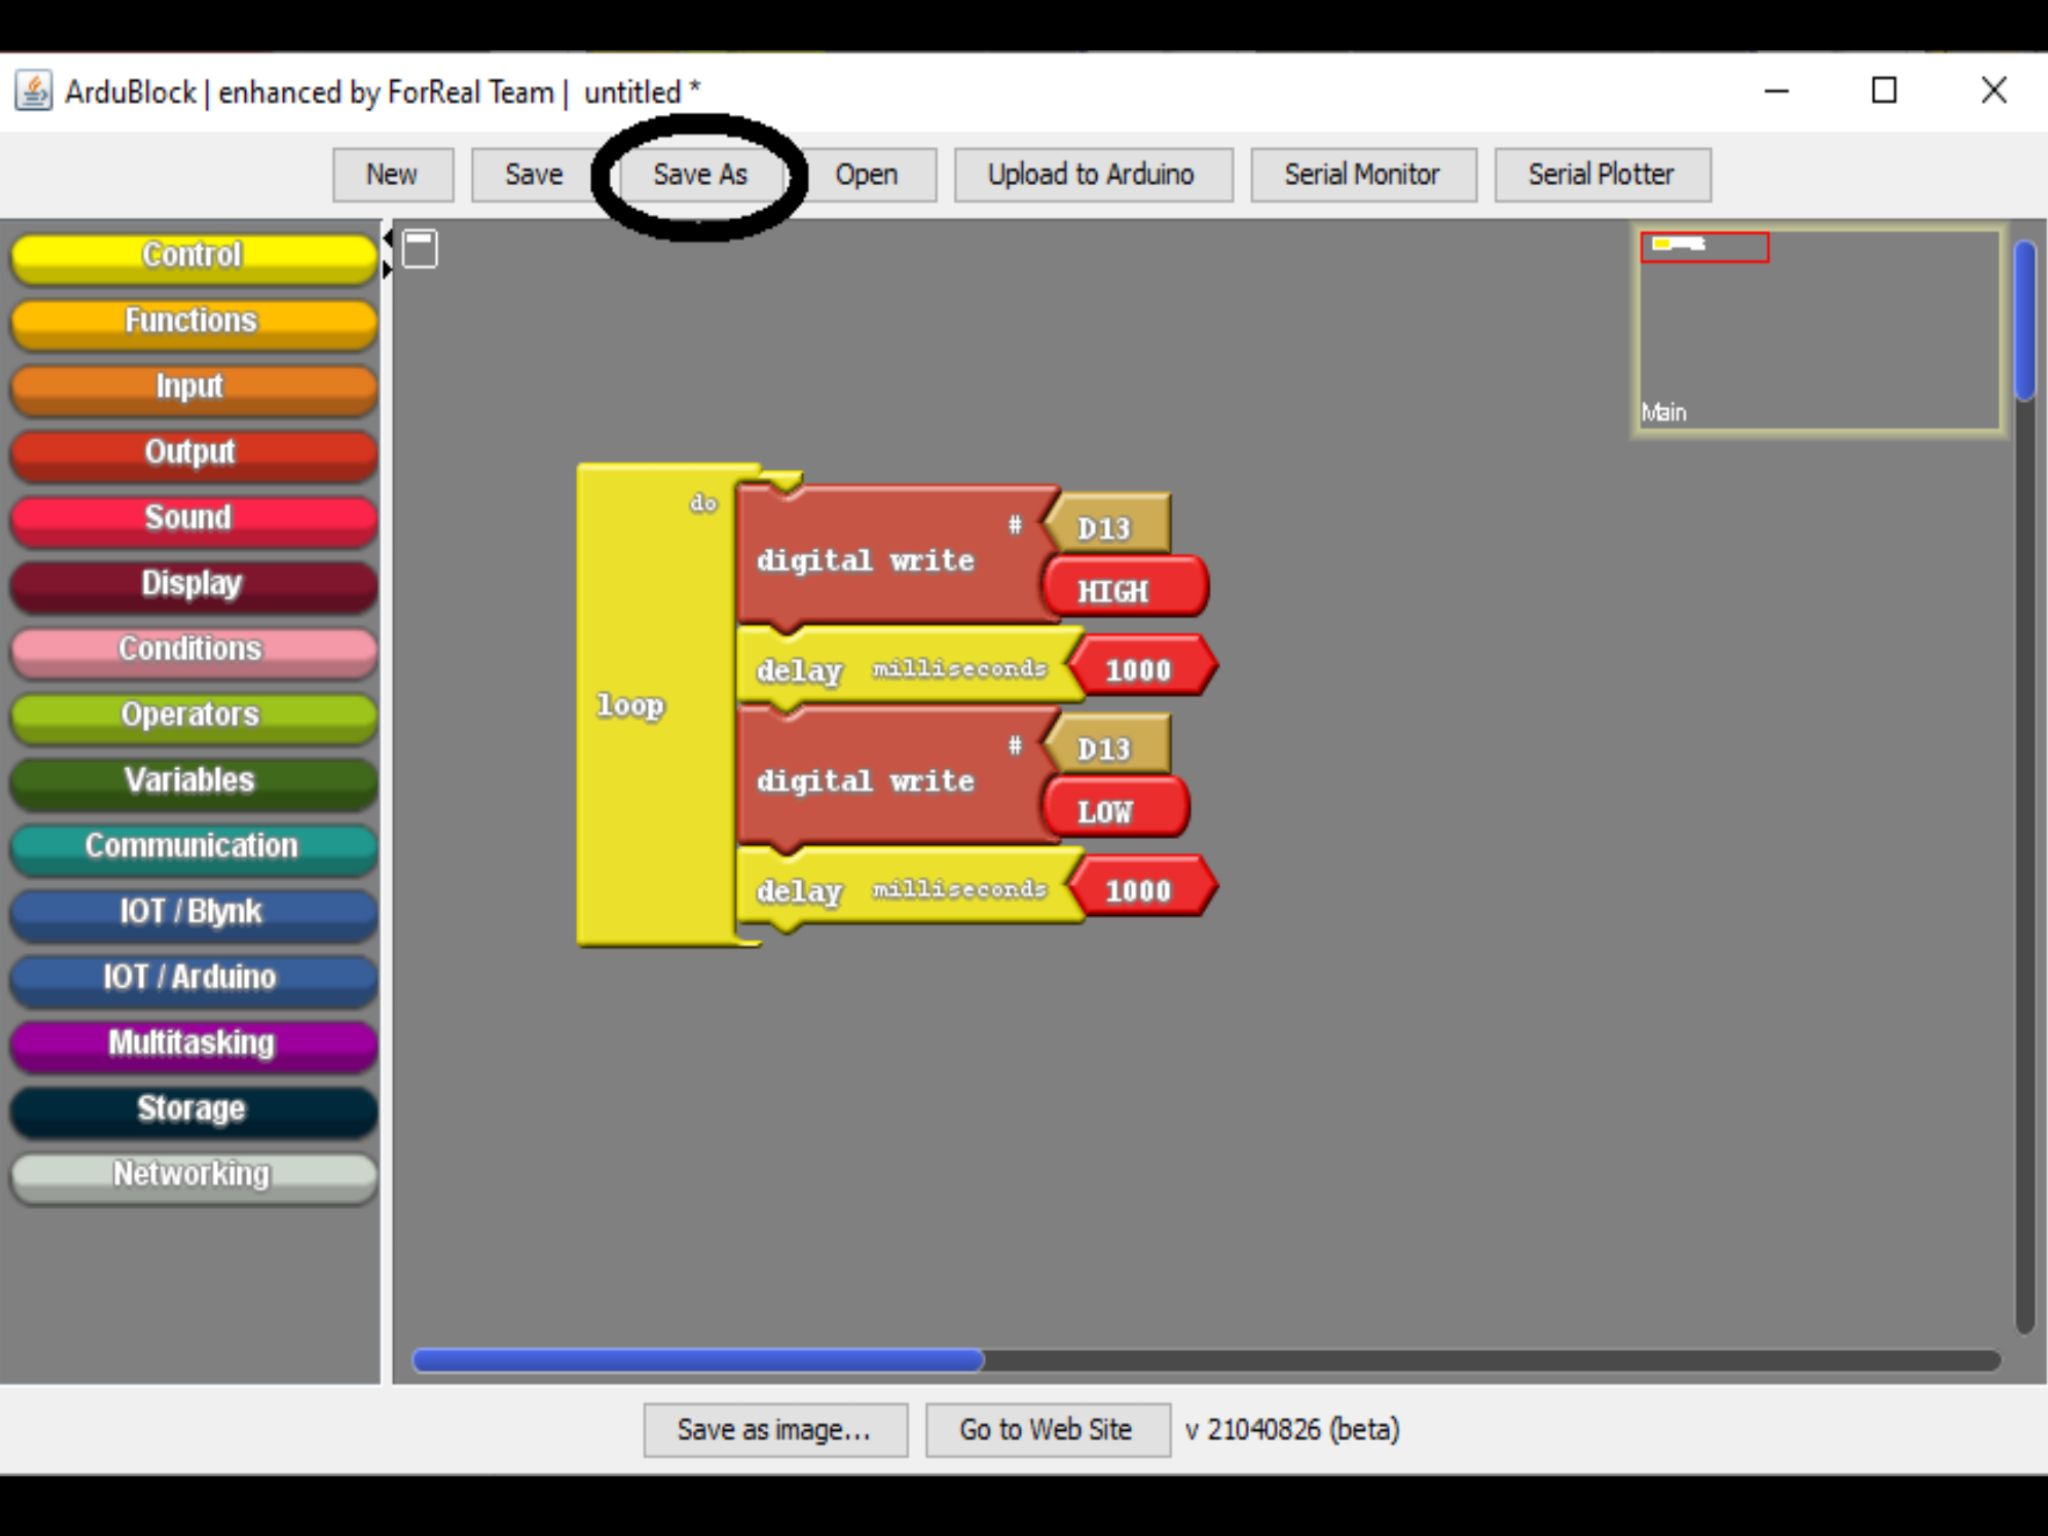 ArduBlock | enhanced by ForReal Team | untitled *
New Save Save As Open Upload to Arduino Serial Monitor Serial Plotter
Control
Functions
Input
Output
Sound
Display
Conditions
Operators
Variables
Communication
IOT / Blynk
IOT / Arduino
Multitasking
Storage
Networking
Main
loop
do
digital write # D13
HIGH
delay milliseconds 1000
digital write # D13
LOW
delay milliseconds 1000
Save as image... Go to Web Site v 21040826 (beta)